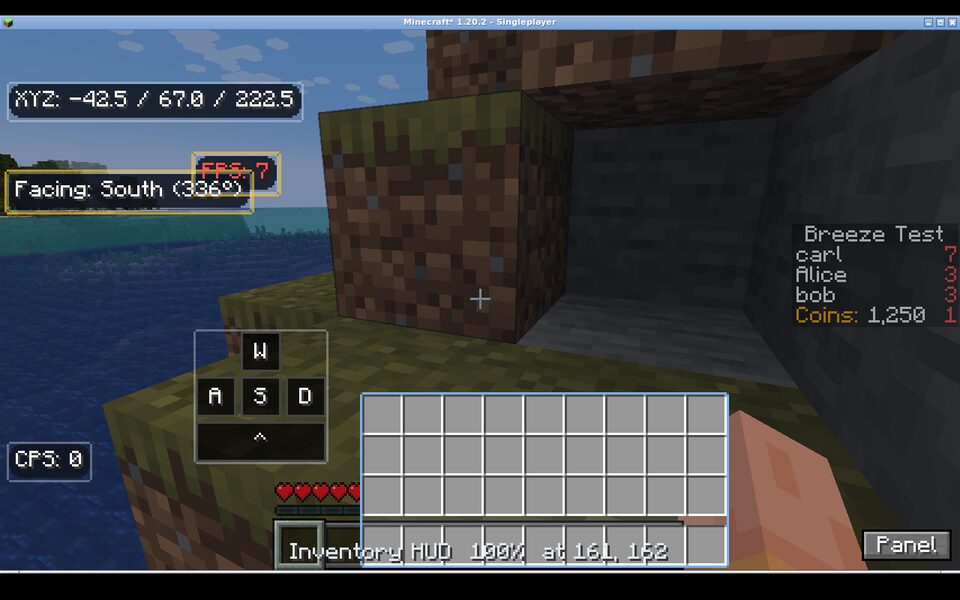 Minecraft* 1.20.2 - Singleplayer
XYZ: -42.5 / 67.0 / 222.5
FPS: 7
Facing: South (336°)
Breeze Test
carl 7
Alice 3
bob 3
Coins: 1,250 1
W
A S D
^
CPS: 0
Inventory HUD 100% at 161, 162
Panel